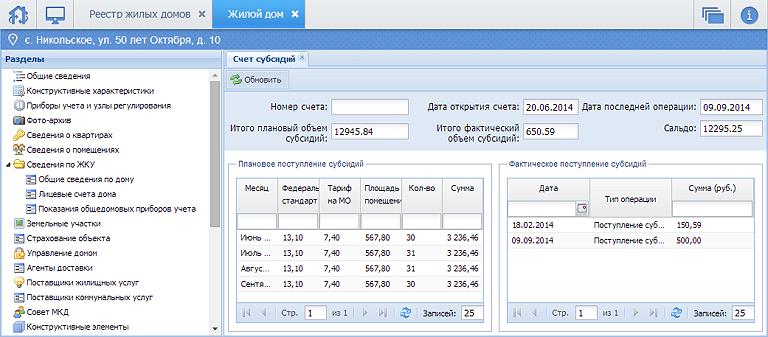 Реестр жилых домов
Жилой дом
с. Никольское, ул. 50 лет Октября, д. 10
Разделы
Общие сведения
Конструктивные характеристики
Приборы учета и узлы регулирования
Фото-архив
Сведения о квартирах
Сведения о помещениях
Сведения по ЖКУ
Общие сведения по дому
Лицевые счета дома
Показания общедомовых приборов учета
Земельные участки
Страхование объекта
Управление домом
Агенты доставки
Поставщики жилищных услуг
Поставщики коммунальных услуг
Совет МКД
Конструктивные элементы
Счет субсидий
Обновить
Номер счета: Дата открытия счета: 20.06.2014 Дата последней операции: 09.09.2014
Итого плановый объем субсидий: 12945.84 Итого фактический объем субсидий: 650.59 Сальдо: 12295.25
Плановое поступление субсидий
Месяц Федераль стандарт Тариф на МО Площадь помещени Кол-во Сумма
Июнь ... 13,10 7,40 567,80 30 3 236,46
Июль ... 13,10 7,40 567,80 31 3 236,46
Авгус... 13,10 7,40 567,80 31 3 236,46
Сентя... 13,10 7,40 567,80 30 3 236,46
Стр. 1 из 1 Записей: 25
Фактическое поступление субсидий
Дата Тип операции Сумма (руб.)
18.02.2014 Поступление суб... 150,59
09.09.2014 Поступление суб... 500,00
Стр. 1 из 1 Записей: 25